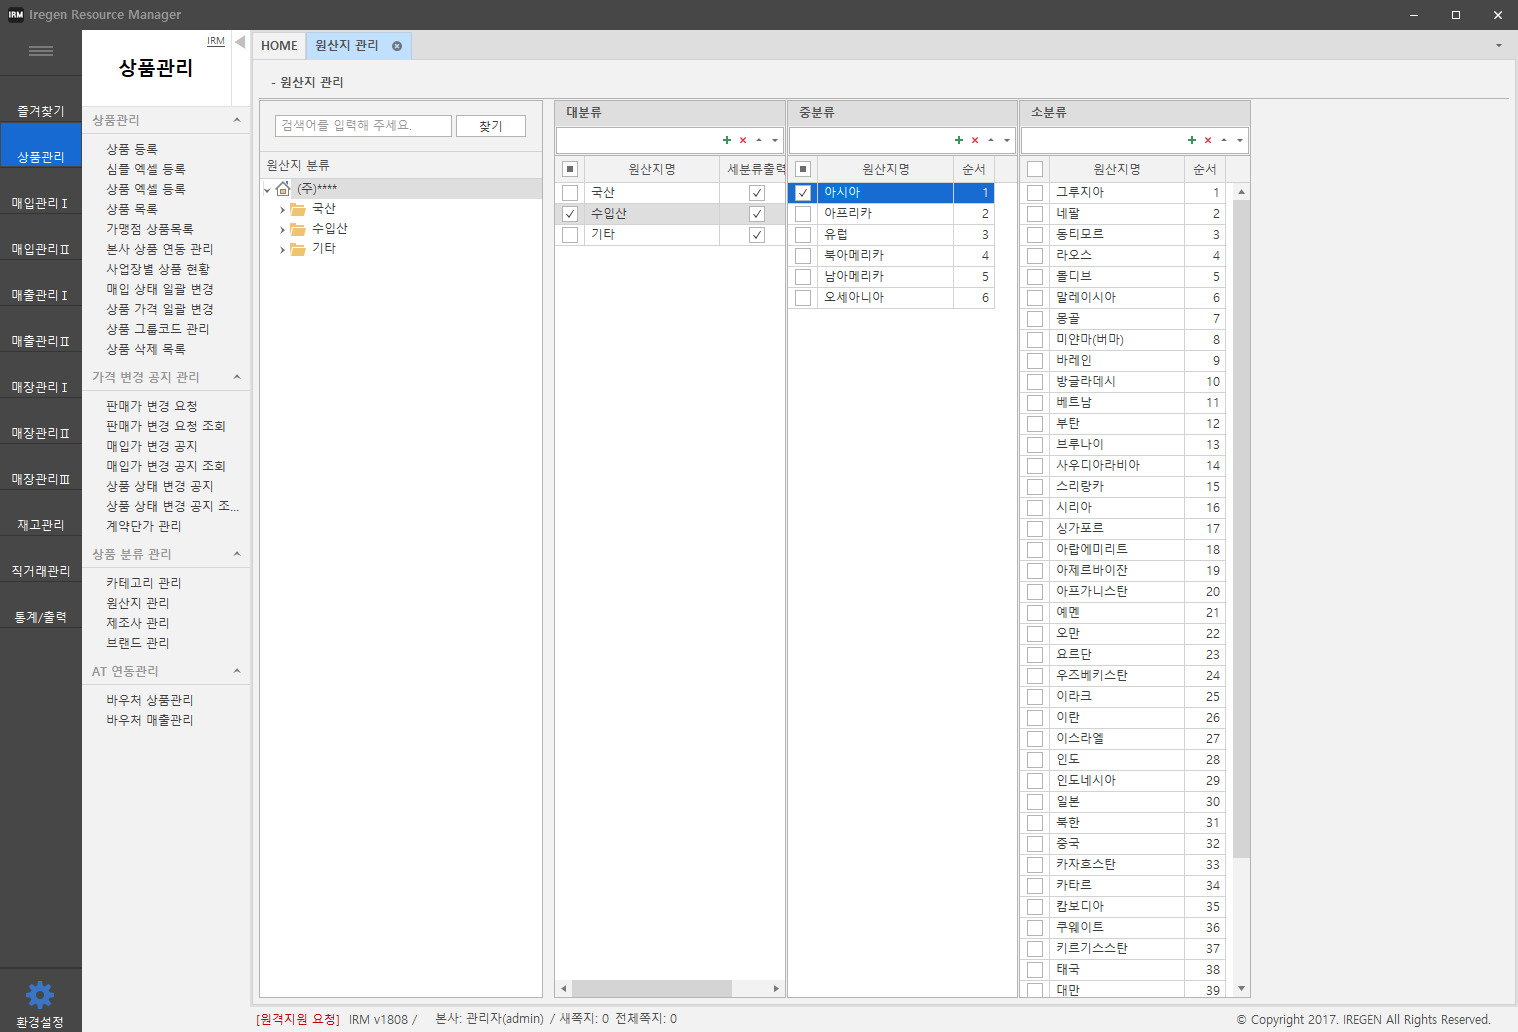 IRM Iregen Resource Manager
IRM
상품관리
즐겨찾기
상품관리
매입관리 I
매입관리 II
매출관리 I
매출관리 II
매장관리 I
매장관리 II
매장관리 III
재고관리
직거래관리
통계/출력
환경설정
상품관리
상품 등록
심플 엑셀 등록
상품 엑셀 등록
상품 목록
가맹점 상품목록
본사 상품 연동 관리
사업장별 상품 현황
매입 상태 일괄 변경
상품 가격 일괄 변경
상품 그룹코드 관리
상품 삭제 목록
가격 변경 공지 관리
판매가 변경 요청
판매가 변경 요청 조회
매입가 변경 공지
매입가 변경 공지 조회
상품 상태 변경 공지
상품 상태 변경 공지 조...
계약단가 관리
상품 분류 관리
카테고리 관리
원산지 관리
제조사 관리
브랜드 관리
AT 연동관리
바우처 상품관리
바우처 매출관리
HOME 원산지 관리
- 원산지 관리
검색어를 입력해 주세요. 찾기
원산지 분류
(주)****
국산
수입산
기타
대분류
원산지명 세분류출력
국산
수입산
기타
중분류
원산지명 순서
아시아 1
아프리카 2
유럽 3
북아메리카 4
남아메리카 5
오세아니아 6
소분류
원산지명 순서
그루지아 1
네팔 2
동티모르 3
라오스 4
몰디브 5
말레이시아 6
몽골 7
미얀마(버마) 8
바레인 9
방글라데시 10
베트남 11
부탄 12
브루나이 13
사우디아라비아 14
스리랑카 15
시리아 16
싱가포르 17
아랍에미리트 18
아제르바이잔 19
아프가니스탄 20
예멘 21
오만 22
요르단 23
우즈베키스탄 24
이라크 25
이란 26
이스라엘 27
인도 28
인도네시아 29
일본 30
북한 31
중국 32
카자흐스탄 33
카타르 34
캄보디아 35
쿠웨이트 36
키르기스스탄 37
태국 38
대만 39
[원격지원 요청] IRM v1808 / 본사: 관리자(admin) / 새쪽지: 0 전체쪽지: 0
© Copyright 2017. IREGEN All Rights Reserved.